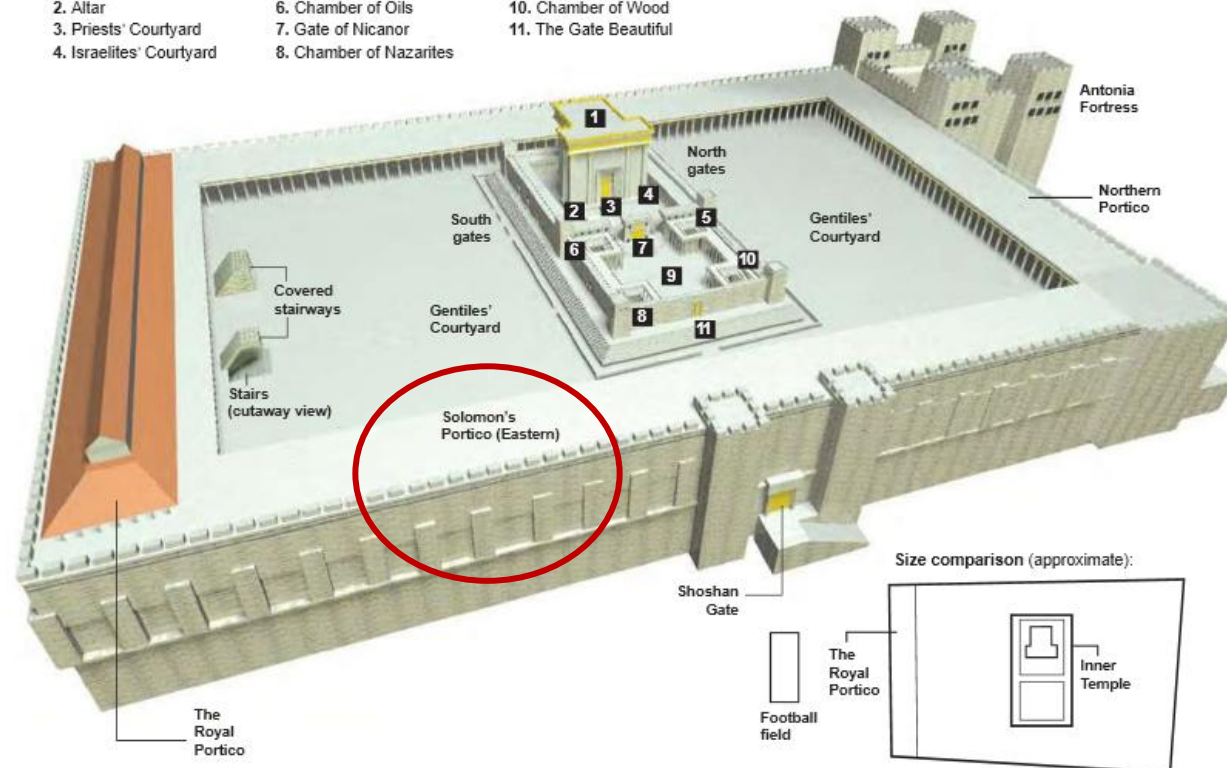 2. Altar
3. Priests' Courtyard
4. Israelites' Courtyard
6. Chamber of Oils
7. Gate of Nicanor
8. Chamber of Nazarites
10. Chamber of Wood
11. The Gate Beautiful
Antonia
Fortress
1
North
gates
Northern
Portico
4
3
2
5
South
gates
Gentiles'
Courtyard
7
6
10
9
Covered
stairways
Gentiles'
Courtyard
8
11
Stairs
(cutaway view)
Solomon's
Portico (Eastern)
Size comparison (approximate):
Shoshan
Gate
The
Royal
Portico
Inner
Temple
Football
field
The
Royal
Portico